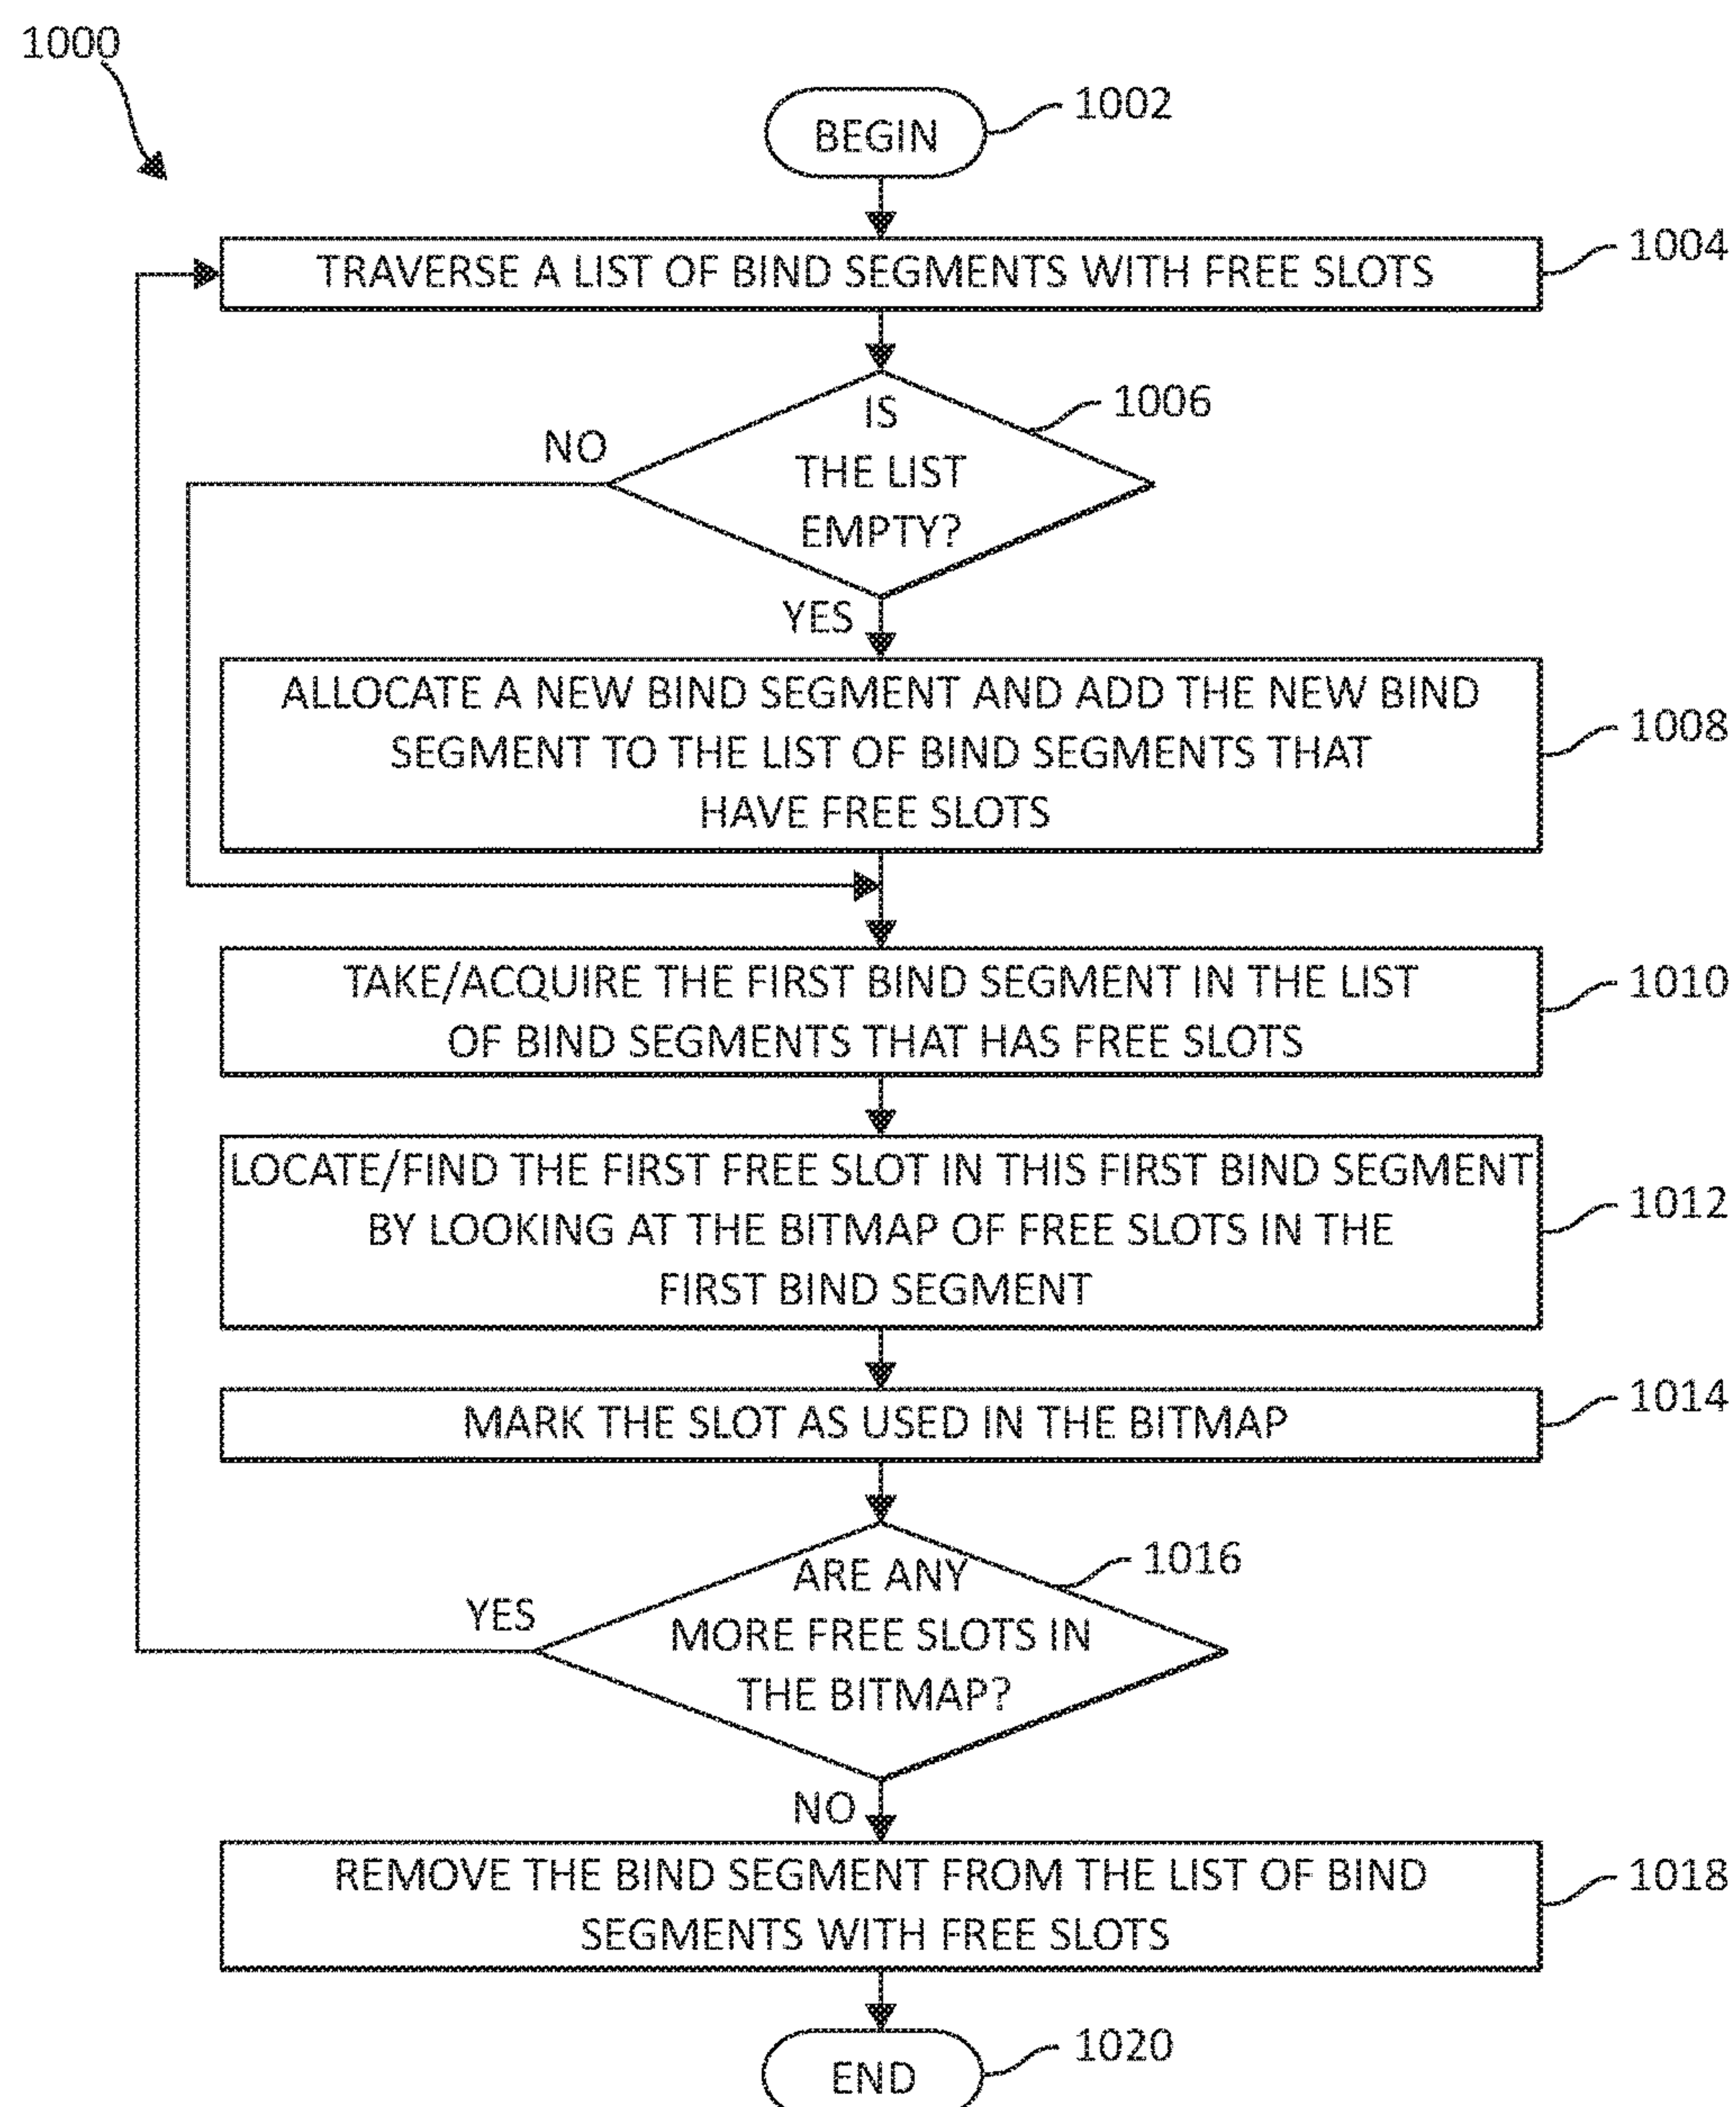 1000
BEGIN
1002
TRAVERSE A LIST OF BIND SEGMENTS WITH FREE SLOTS
1004
IS
THE LIST
EMPTY?
1006
NO
YES
ALLOCATE A NEW BIND SEGMENT AND ADD THE NEW BIND
SEGMENT TO THE LIST OF BIND SEGMENTS THAT
HAVE FREE SLOTS
1008
TAKE/ACQUIRE THE FIRST BIND SEGMENT IN THE LIST
OF BIND SEGMENTS THAT HAS FREE SLOTS
1010
LOCATE/FIND THE FIRST FREE SLOT IN THIS FIRST BIND SEGMENT
BY LOOKING AT THE BITMAP OF FREE SLOTS IN THE
FIRST BIND SEGMENT
1012
MARK THE SLOT AS USED IN THE BITMAP
1014
ARE ANY
MORE FREE SLOTS IN
THE BITMAP?
1016
YES
NO
REMOVE THE BIND SEGMENT FROM THE LIST OF BIND
SEGMENTS WITH FREE SLOTS
1018
END
1020